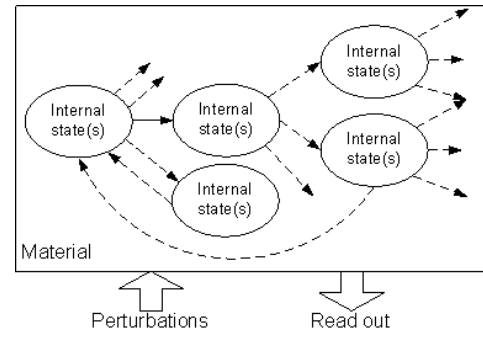 Internal
state(s)
Internal
state(s)
Internal
state(s)
Internal
state(s)
Internal
state(s)
Material
Perturbations
Read out